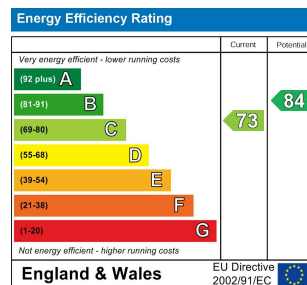 Energy Efficiency Rating
Current Potential
Very energy efficient - lower running costs
(92 plus) A
(81-91) B
(69-80) C
(55-68) D
(39-54) E
(21-38) F
(1-20) G
73
84
Not energy efficient - higher running costs
England & Wales
EU Directive
2002/91/EC